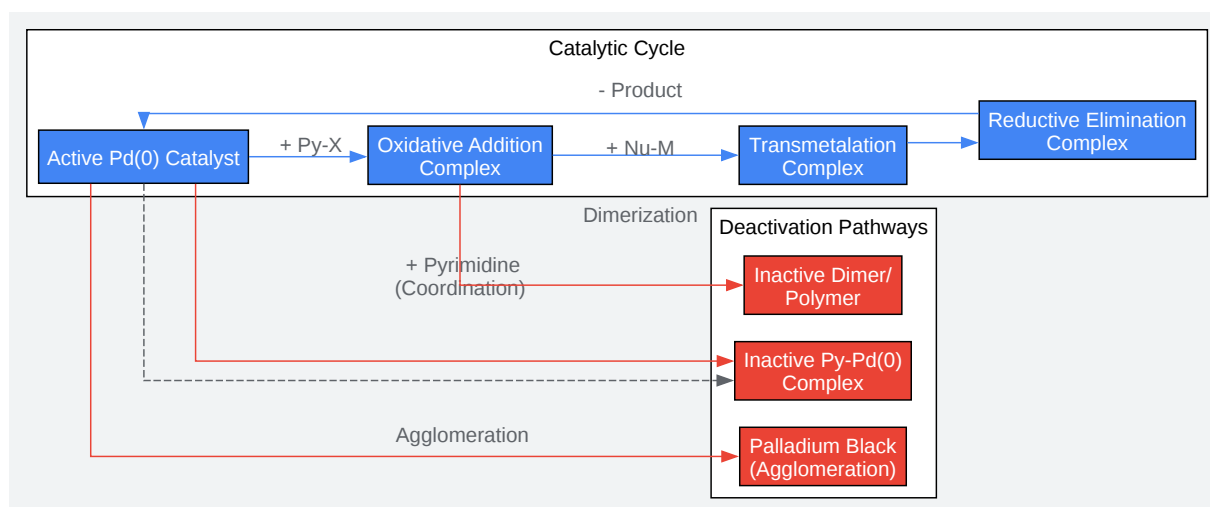 Catalytic Cycle
- Product
Active Pd(0) Catalyst
+ Py-X
Oxidative Addition
Complex
+ Nu-M
Transmetalation
Complex
Reductive Elimination
Complex
Dimerization
Deactivation Pathways
+ Pyrimidine
(Coordination)
Inactive Dimer/
Polymer
Inactive Py-Pd(0)
Complex
Agglomeration
Palladium Black
(Agglomeration)